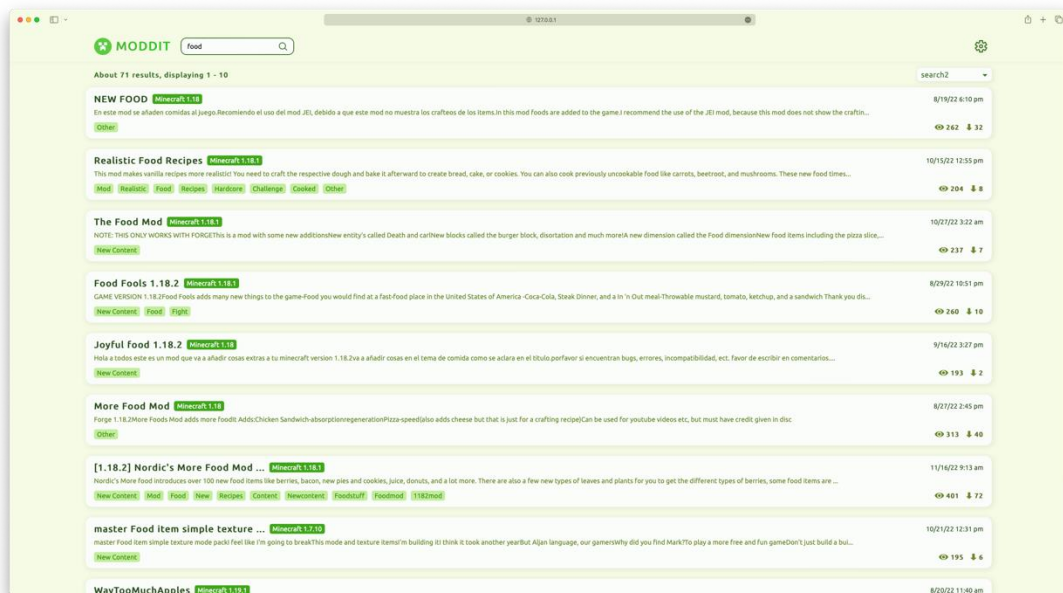 127.0.0.1
MODDIT food
About 71 results, displaying 1 - 10 search2
NEW FOOD Minecraft 1.18 8/19/22 6:10 pm
En este mod se añaden comidas al juego.Recomiendo el uso del mod JEI, debido a que este mod no muestra los crafteos de los items.In this mod foods are added to the game.I recommend the use of the JEI mod, because this mod does not show the craftin...
Other 262 32
Realistic Food Recipes Minecraft 1.18.1 10/15/22 12:55 pm
This mod makes vanilla recipes more realistic! You need to craft the respective dough and bake it afterward to create bread, cake, or cookies. You can also cook previously uncookable food like carrots, beetroot, and mushrooms. These new food times...
Mod Realistic Food Recipes Hardcore Challenge Cooked Other 204 8
The Food Mod Minecraft 1.18.1 10/27/22 3:22 am
NOTE: THIS ONLY WORKS WITH FORGEThis is a mod with some new additionsNew entity's called Death and carlNew blocks called the burger block, disortation and much more!A new dimension called the Food dimensionNew food items including the pizza slice,...
New Content 237 7
Food Fools 1.18.2 Minecraft 1.18.1 8/29/22 10:51 pm
GAME VERSION 1.18.2Food Fools adds many new things to the game-Food you would find at a fast-food place in the United States of America -Coca-Cola, Steak Dinner, and a In 'n Out meal-Throwable mustard, tomato, ketchup, and a sandwich Thank you dis...
New Content Food Fight 260 10
Joyful food 1.18.2 Minecraft 1.18 9/16/22 3:27 pm
Hola a todos este es un mod que va a añadir cosas extras a tu minecraft version 1.18.2va a añadir cosas en el tema de comida como se aclara en el titulo.porfavor si encuentran bugs, errores, incompatibilidad, ect. favor de escribir en comentarios....
New Content 193 2
More Food Mod Minecraft 1.18 8/27/22 2:45 pm
Forge 1.18.2More Foods Mod adds more foodIt Adds:Chicken Sandwich-absorptionregenerationPizza-speed(also adds cheese but that is just for a crafting recipe)Can be used for youtube videos etc, but must have credit given in disc
Other 313 40
[1.18.2] Nordic's More Food Mod ... Minecraft 1.18.1 11/16/22 9:13 am
Nordic's More food introduces over 100 new food items like berries, bacon, new pies and cookies, juice, donuts, and a lot more. There are also a few new types of leaves and plants for you to get the different types of berries, some food items are ...
New Content Mod Food New Recipes Content Newcontent Foodstuff Foodmod 1182mod 401 72
master Food item simple texture ... Minecraft 1.7.10 10/21/22 12:31 pm
master Food item simple texture mode packi feel like I'm going to breakThis mode and texture itemsI'm building it! think it took another yearBut Aljan language, our gamersWhy did you find Mark?To play a more free and fun gameDon't just build a bui...
New Content 195 6
WayTooMuchApples Minecraft 1.19.1 8/20/22 11:40 am